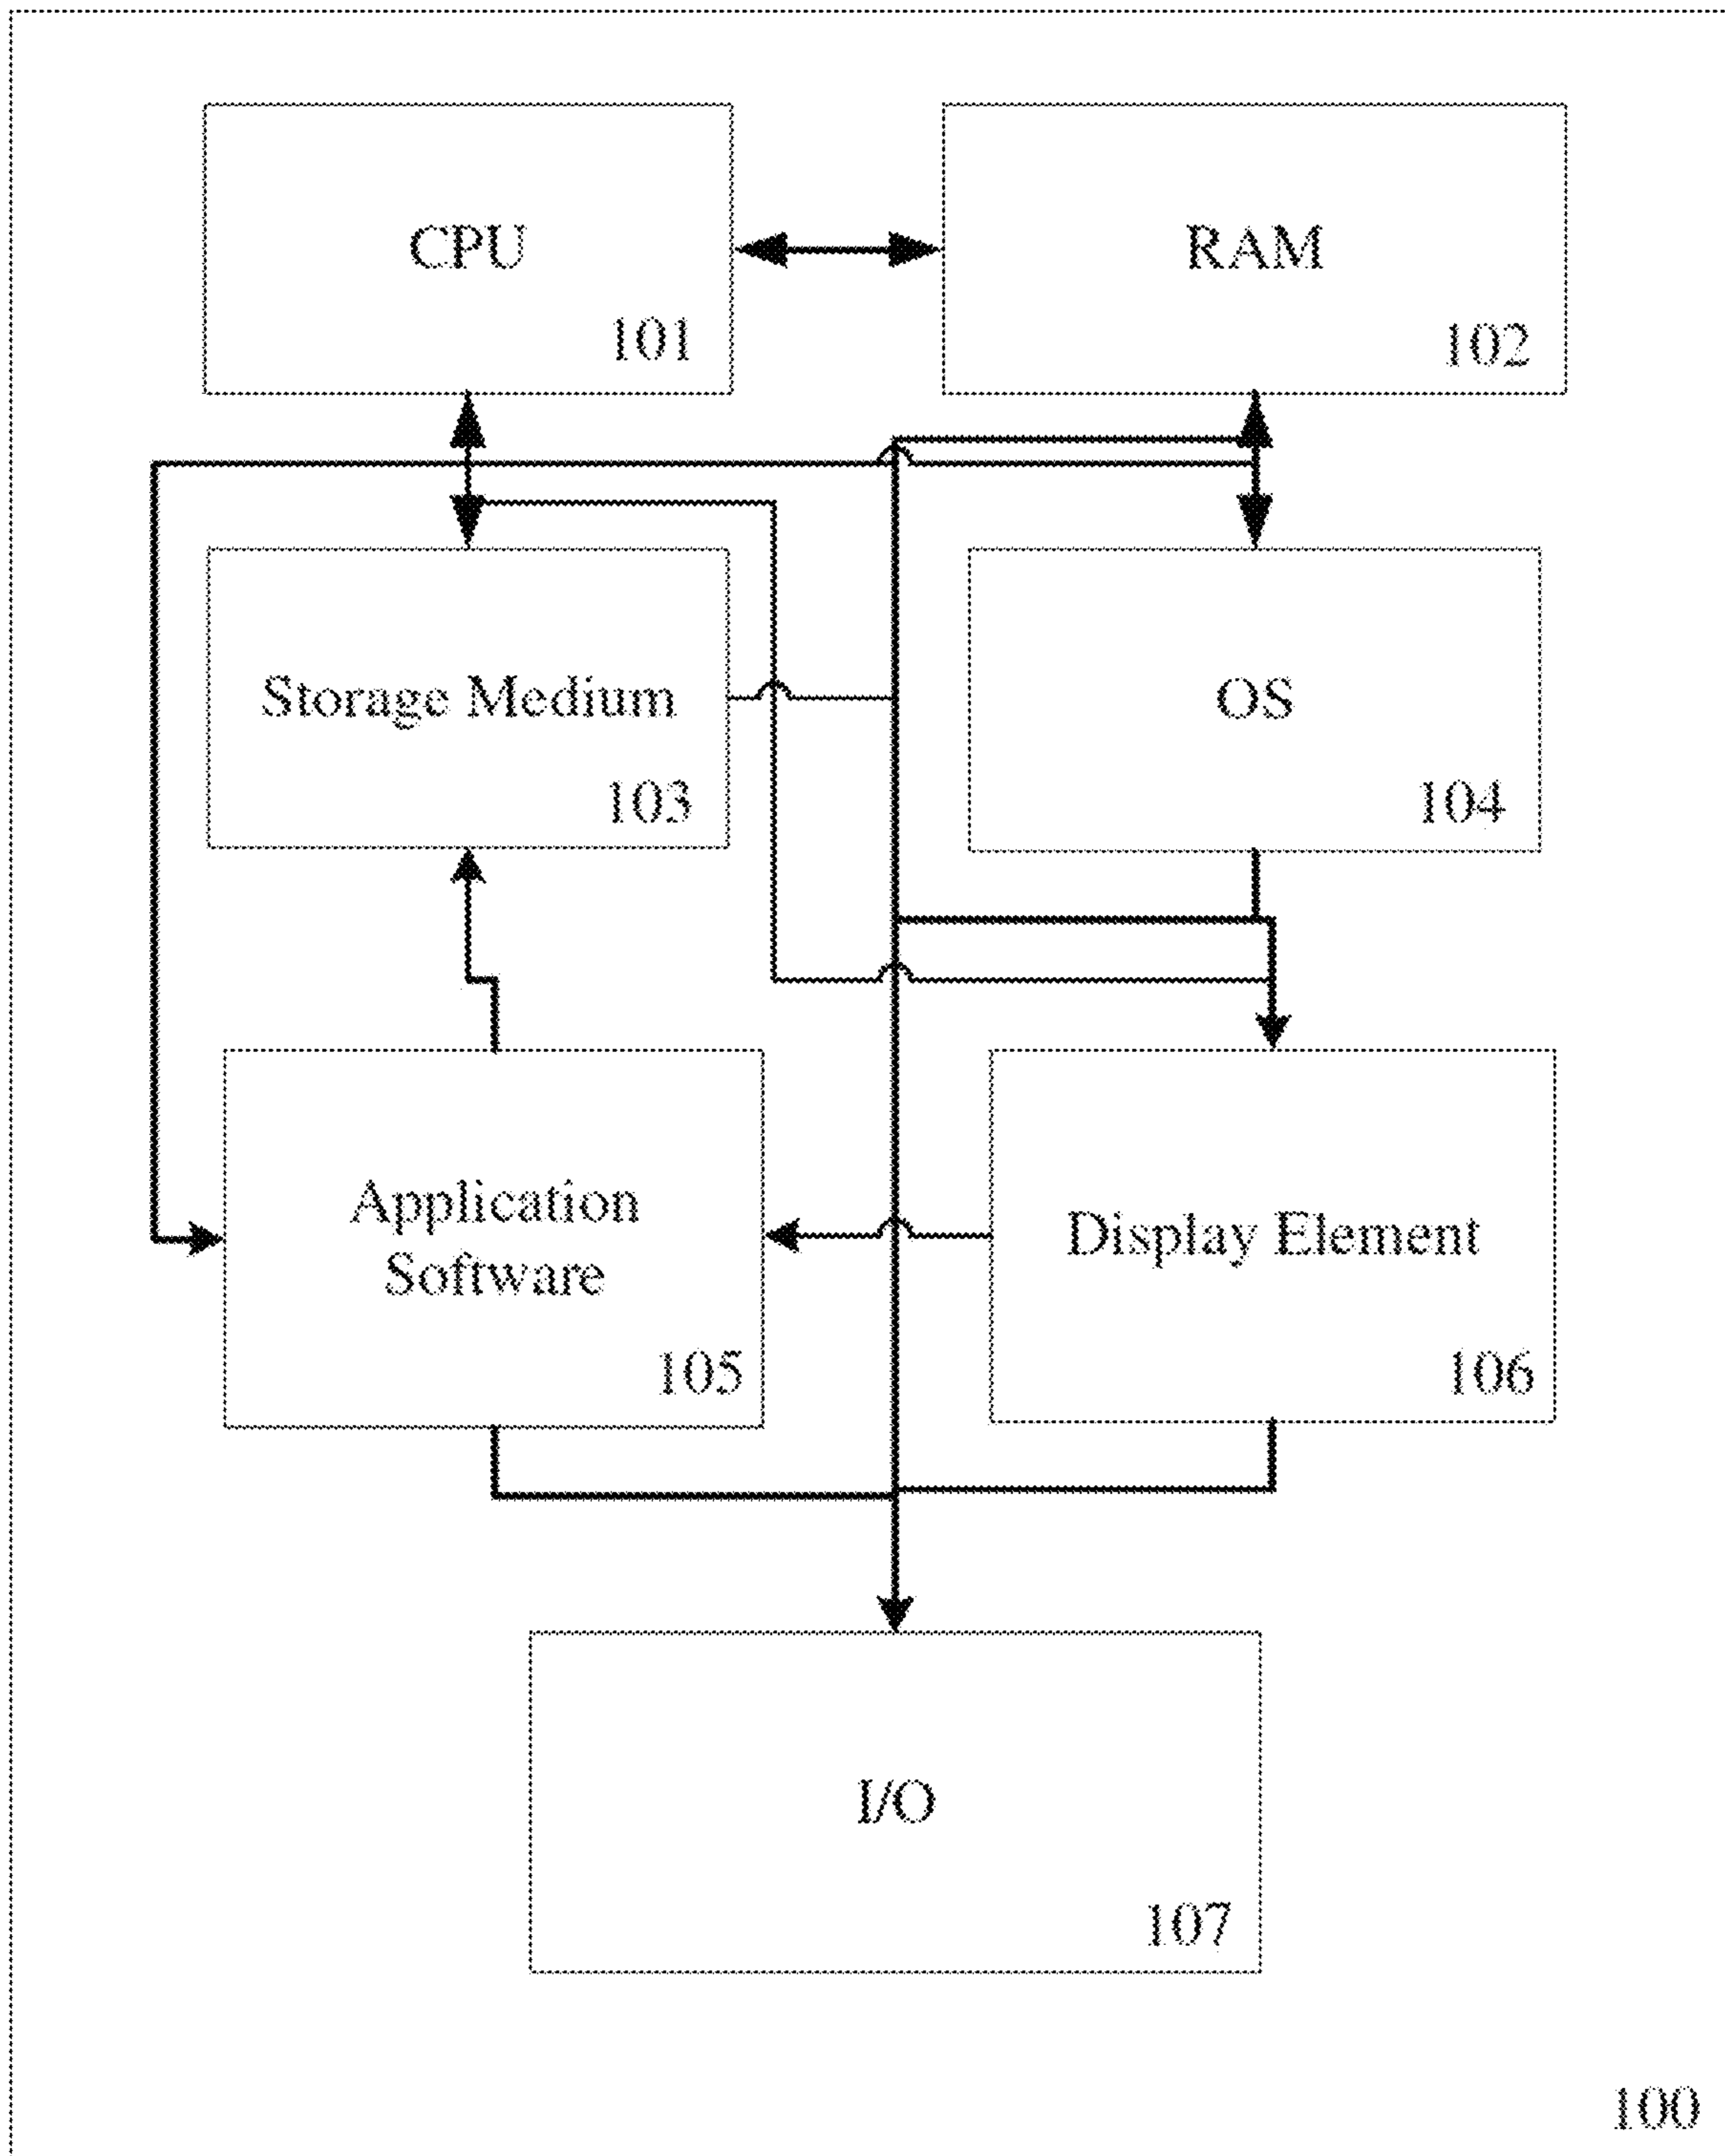 CPU
101
RAM
102
Storage Medium
103
OS
104
Application
Software
105
Display Element
106
I/O
107
100